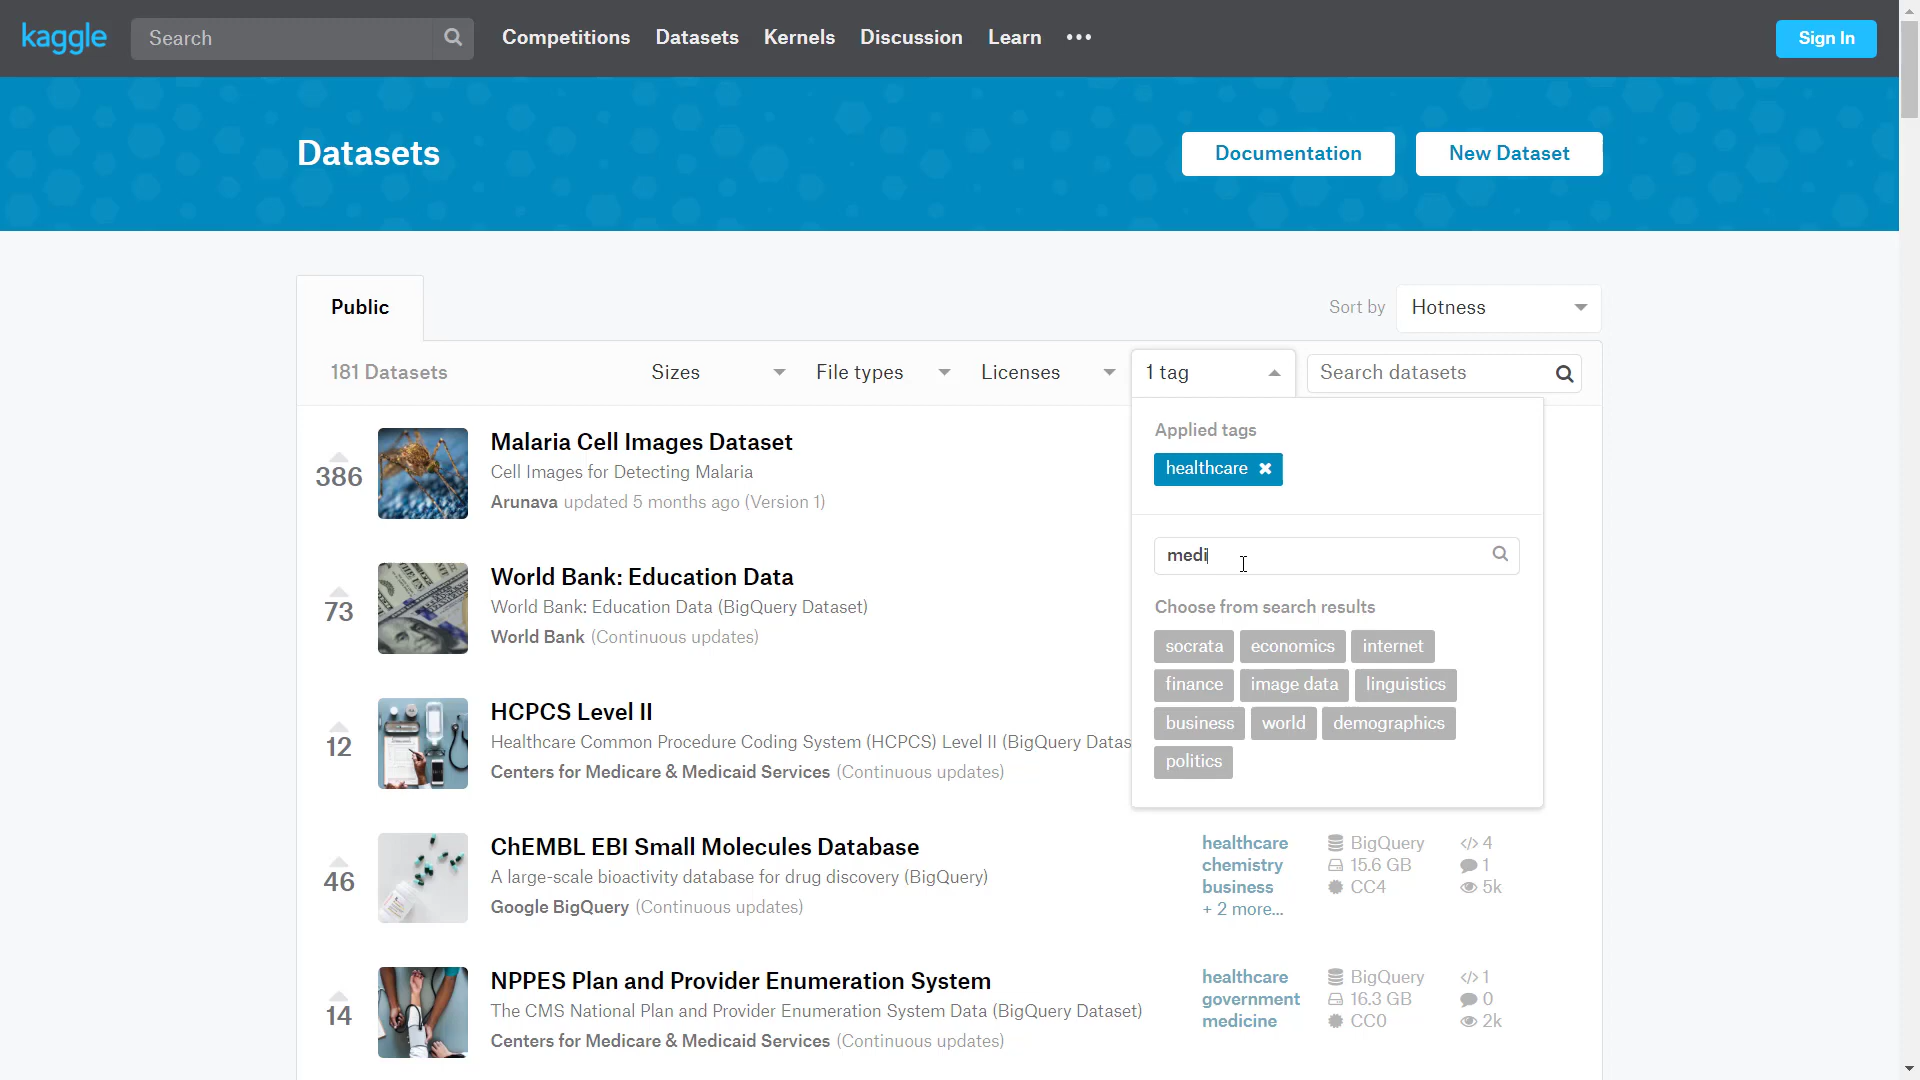 kaggle
Search
Competitions Datasets Kernels Discussion Learn •••
Sign In
Datasets
Documentation
New Dataset
Public
Sort by Hotness
181 Datasets
Sizes
File types
Licenses
1 tag
Search datasets
Applied tags
healthcare ✖
medi
Choose from search results
socrata economics internet
finance image data linguistics
business world demographics
politics
386
Malaria Cell Images Dataset
Cell Images for Detecting Malaria
Arunava updated 5 months ago (Version 1)
73
World Bank: Education Data
World Bank: Education Data (BigQuery Dataset)
World Bank (Continuous updates)
12
HCPCS Level II
Healthcare Common Procedure Coding System (HCPCS) Level II (BigQuery Datas
Centers for Medicare & Medicaid Services (Continuous updates)
46
ChEMBL EBI Small Molecules Database
A large-scale bioactivity database for drug discovery (BigQuery)
Google BigQuery (Continuous updates)
healthcare
chemistry
business
+ 2 more...
BigQuery
15.6 GB
CC4
</> 4
1
5k
14
NPPES Plan and Provider Enumeration System
The CMS National Plan and Provider Enumeration System Data (BigQuery Dataset)
Centers for Medicare & Medicaid Services (Continuous updates)
healthcare
government
medicine
BigQuery
16.3 GB
CC0
</> 1
0
2k